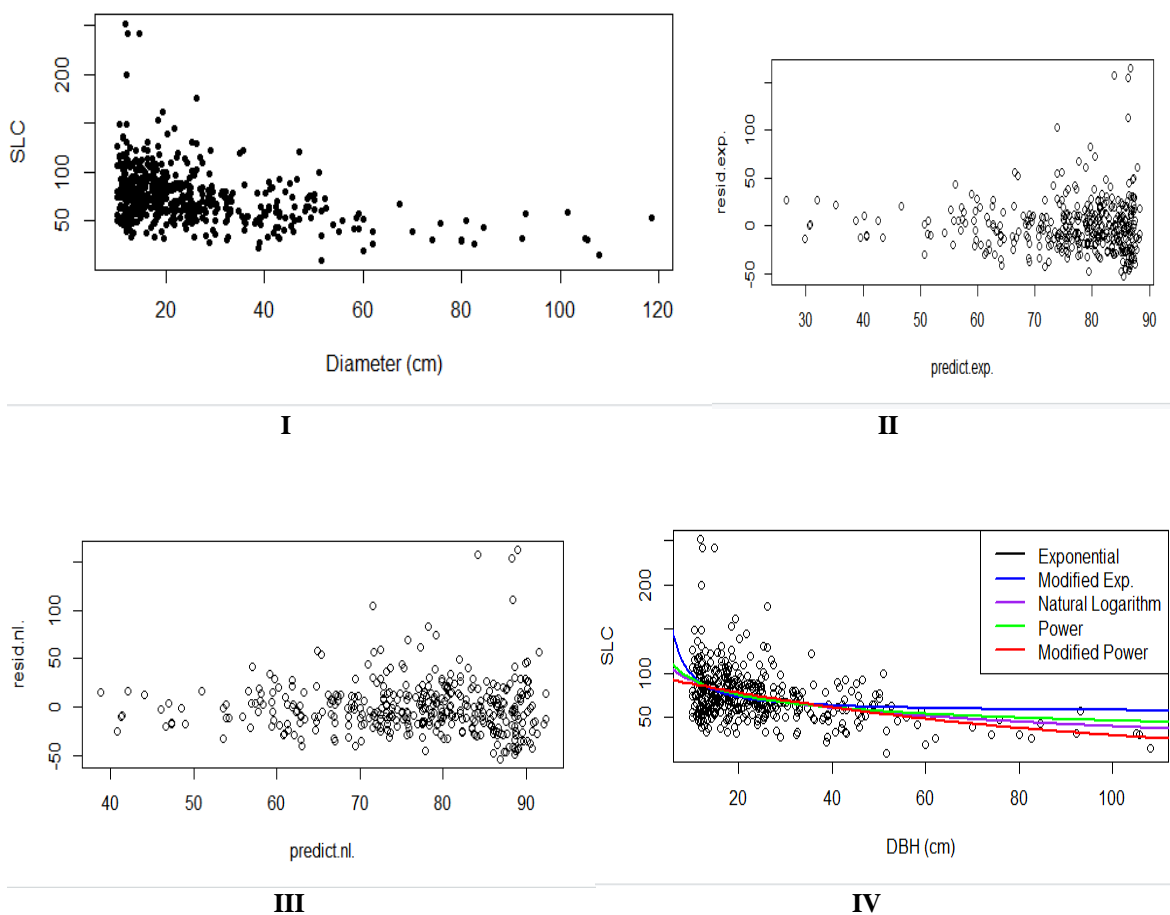 SLC
200
100
50
20
40
60
80
100
120
Diameter (cm)
I
resid.exp.
100
50
0
-50
30
40
50
60
70
80
90
predict.exp.
II
resid.nl.
100
50
0
-50
40
50
60
70
80
90
predict.nl.
III
SLC
200
100
50
20
40
60
80
100
DBH (cm)
Exponential
Modified Exp.
Natural Logarithm
Power
Modified Power
IV